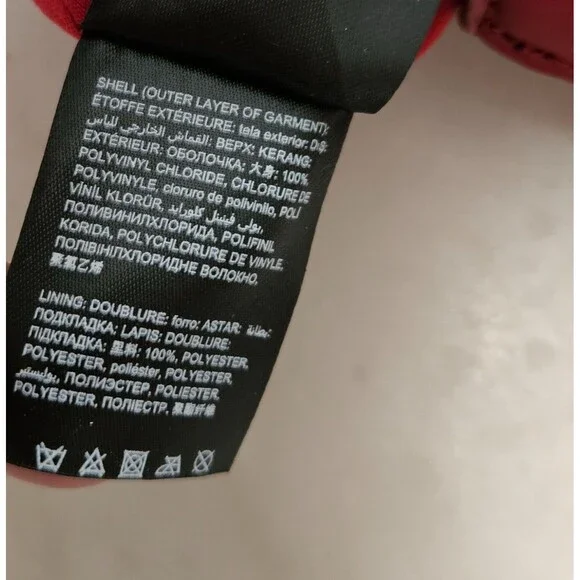 SHELL (OUTER LAYER OF GARMENT);
ÉTOFFE EXTÉRIEURE; tela exterior: DIŞ
القماش الخارجي للباس; BEPX; KERANG;
EXTÉRIEUR: ОБОЛОЧКА: 大身: 100%
POLYVINYL CHLORIDE, CHLORURE DE
POLYVINYLE, cloruro de polivinilo, POLİ
VİNİL KLORÜR, بولي فينيل كلورايد,
ПОЛИВИНИЛХЛОРИД, POLIFINIL
KORIDA, POLYCHLORURE DE VINYLE,
ПОЛІВІНІЛХЛОРИДНЕ ВОЛОКНО,
聚氯乙烯
LINING; DOUBLURE: forro: ASTAR: بطانة:
ПОДКЛАДКА: LAPIS: DOUBLURE:
ПІДКЛАДКА: 里料: 100%, POLYESTER,
POLYESTER, poliéster, POLYESTER,
بوليستر, ПОЛИЭСТЕР, POLIESTER,
POLYESTER, ПОЛІЕСТР, 聚酯纤维